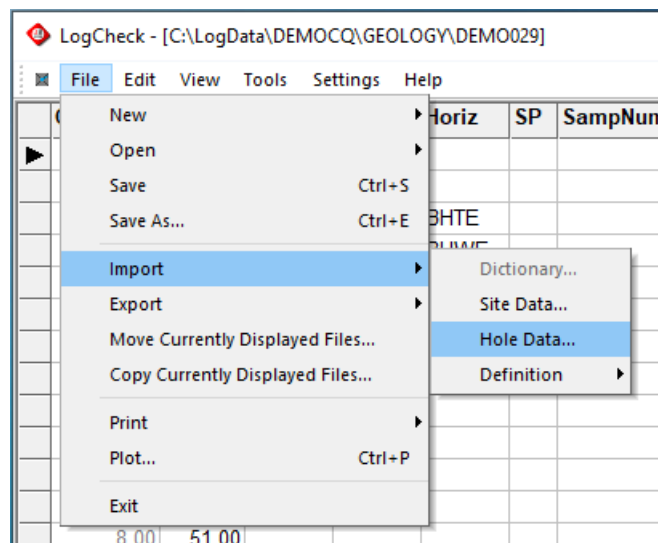 LogCheck - [C:\LogData\DEMOCQ\GEOLOGY\DEMO029]
File Edit View Tools Settings Help
Horiz SP SampNum
New
Open
Save Ctrl+S
Save As... Ctrl+E
BHTE
Import
Dictionary...
Export
Site Data...
Move Currently Displayed Files...
Hole Data...
Copy Currently Displayed Files...
Definition
Print
Plot... Ctrl+P
Exit
8.00 51.00